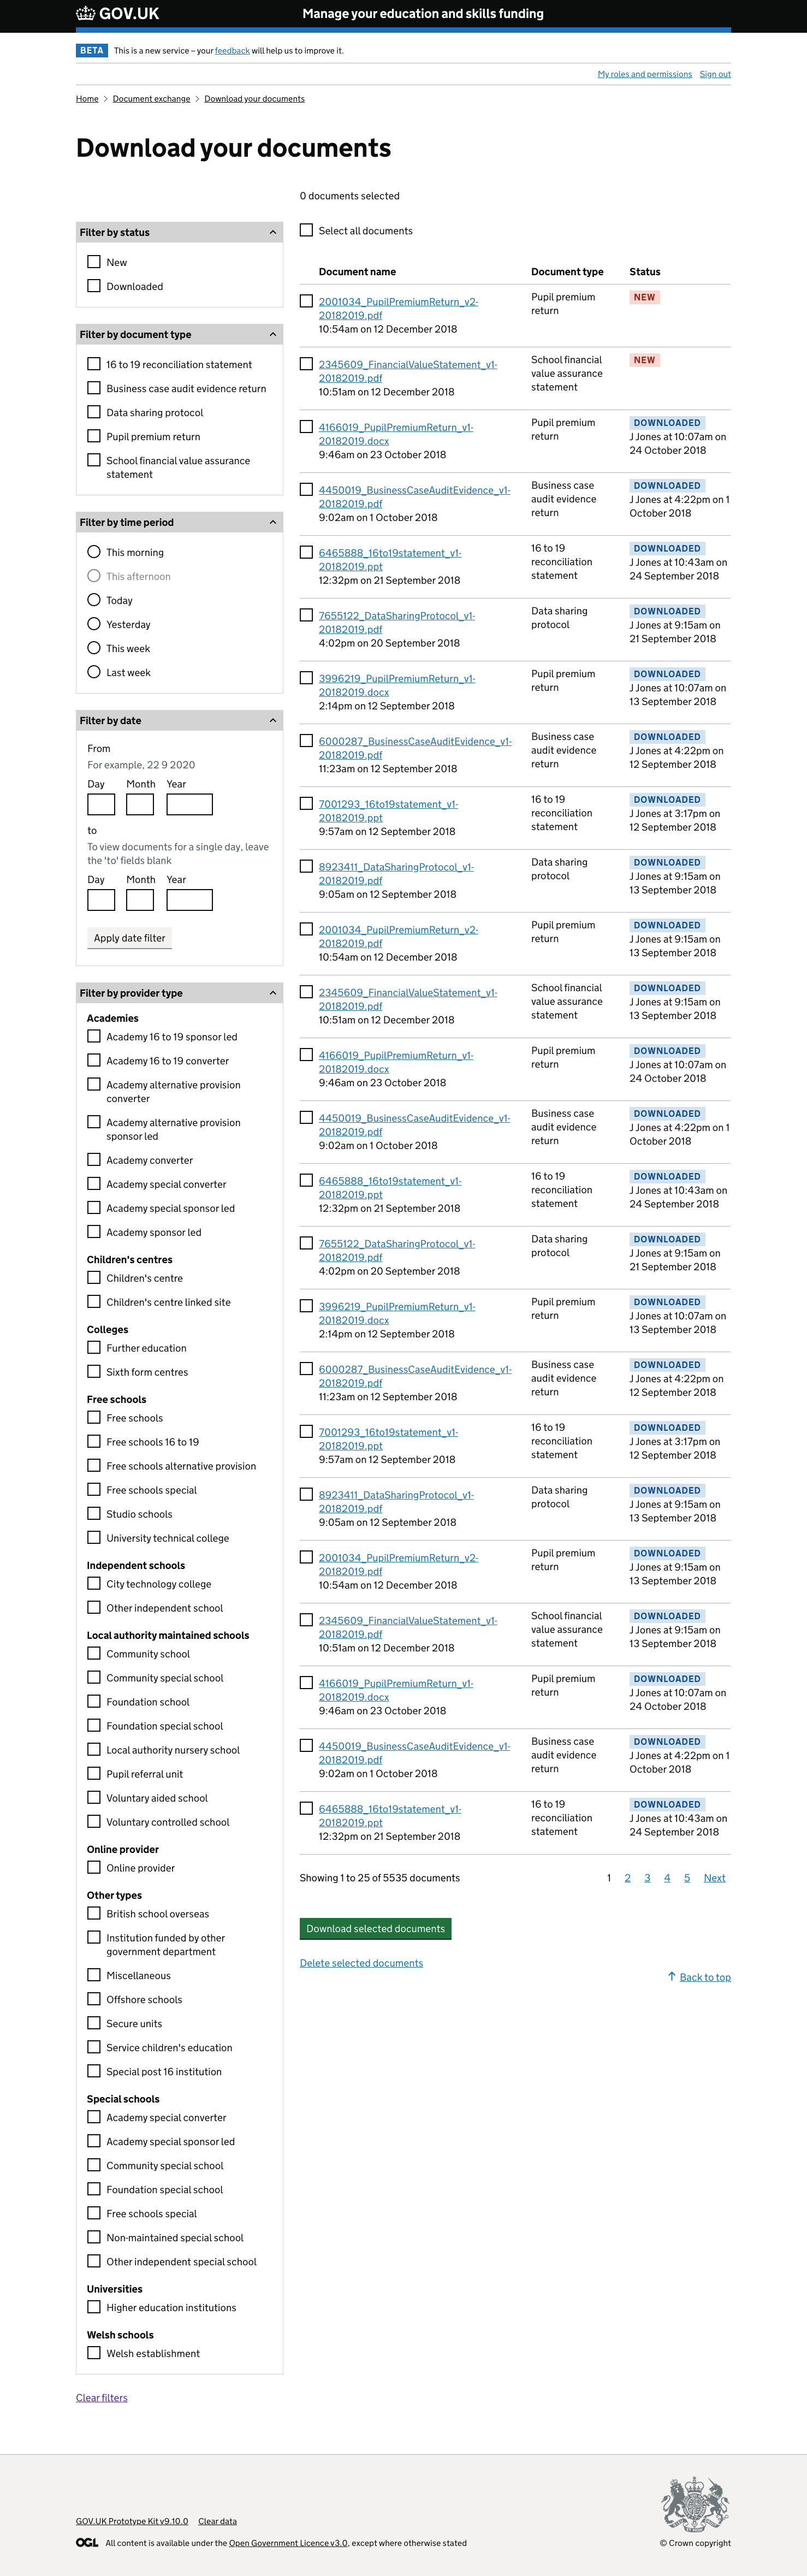 GOV.UK
Manage your education and skills funding
BETA This is a new service – your feedback will help us to improve it.
My roles and permissions Sign out
Home Document exchange Download your documents
Download your documents
0 documents selected
Filter by status
New
Downloaded
Filter by document type
16 to 19 reconciliation statement
Business case audit evidence return
Data sharing protocol
Pupil premium return
School financial value assurance
statement
Filter by time period
This morning
This afternoon
Today
Yesterday
This week
Last week
Filter by date
From
For example, 22 9 2020
Day Month Year
to
To view documents for a single day, leave
the 'to' fields blank
Day Month Year
Apply date filter
Filter by provider type
Academies
Academy 16 to 19 sponsor led
Academy 16 to 19 converter
Academy alternative provision
converter
Academy alternative provision
sponsor led
Academy converter
Academy special converter
Academy special sponsor led
Academy sponsor led
Children's centres
Children's centre
Children's centre linked site
Colleges
Further education
Sixth form centres
Free schools
Free schools
Free schools 16 to 19
Free schools alternative provision
Free schools special
Studio schools
University technical college
Independent schools
City technology college
Other independent school
Local authority maintained schools
Community school
Community special school
Foundation school
Foundation special school
Local authority nursery school
Pupil referral unit
Voluntary aided school
Voluntary controlled school
Online provider
Online provider
Other types
British school overseas
Institution funded by other
government department
Miscellaneous
Offshore schools
Secure units
Service children's education
Special post 16 institution
Special schools
Academy special converter
Academy special sponsor led
Community special school
Foundation special school
Free schools special
Non-maintained special school
Other independent special school
Universities
Higher education institutions
Welsh schools
Welsh establishment
Clear filters
Select all documents
Document name Document type Status
2001034_PupilPremiumReturn_v2- Pupil premium NEW
20182019.pdf return
10:54am on 12 December 2018
2345609_FinancialValueStatement_v1- School financial NEW
20182019.pdf value assurance
10:51am on 12 December 2018 statement
4166019_PupilPremiumReturn_v1- Pupil premium DOWNLOADED
20182019.docx return J Jones at 10:07am on
9:46am on 23 October 2018 24 October 2018
4450019_BusinessCaseAuditEvidence_v1- Business case DOWNLOADED
20182019.pdf audit evidence J Jones at 4:22pm on 1
9:02am on 1 October 2018 return October 2018
6465888_16to19statement_v1- 16 to 19 DOWNLOADED
20182019.ppt reconciliation J Jones at 10:43am on
12:32pm on 21 September 2018 statement 24 September 2018
7655122_DataSharingProtocol_v1- Data sharing DOWNLOADED
20182019.pdf protocol J Jones at 9:15am on
4:02pm on 20 September 2018 21 September 2018
3996219_PupilPremiumReturn_v1- Pupil premium DOWNLOADED
20182019.docx return J Jones at 10:07am on
2:14pm on 12 September 2018 13 September 2018
6000287_BusinessCaseAuditEvidence_v1- Business case DOWNLOADED
20182019.pdf audit evidence J Jones at 4:22pm on
11:23am on 12 September 2018 return 12 September 2018
7001293_16to19statement_v1- 16 to 19 DOWNLOADED
20182019.ppt reconciliation J Jones at 3:17pm on
9:57am on 12 September 2018 statement 12 September 2018
8923411_DataSharingProtocol_v1- Data sharing DOWNLOADED
20182019.pdf protocol J Jones at 9:15am on
9:05am on 12 September 2018 13 September 2018
2001034_PupilPremiumReturn_v2- Pupil premium DOWNLOADED
20182019.pdf return J Jones at 9:15am on
10:54am on 12 December 2018 13 September 2018
2345609_FinancialValueStatement_v1- School financial DOWNLOADED
20182019.pdf value assurance J Jones at 9:15am on
10:51am on 12 December 2018 statement 13 September 2018
4166019_PupilPremiumReturn_v1- Pupil premium DOWNLOADED
20182019.docx return J Jones at 10:07am on
9:46am on 23 October 2018 24 October 2018
4450019_BusinessCaseAuditEvidence_v1- Business case DOWNLOADED
20182019.pdf audit evidence J Jones at 4:22pm on 1
9:02am on 1 October 2018 return October 2018
6465888_16to19statement_v1- 16 to 19 DOWNLOADED
20182019.ppt reconciliation J Jones at 10:43am on
12:32pm on 21 September 2018 statement 24 September 2018
7655122_DataSharingProtocol_v1- Data sharing DOWNLOADED
20182019.pdf protocol J Jones at 9:15am on
4:02pm on 20 September 2018 21 September 2018
3996219_PupilPremiumReturn_v1- Pupil premium DOWNLOADED
20182019.docx return J Jones at 10:07am on
2:14pm on 12 September 2018 13 September 2018
6000287_BusinessCaseAuditEvidence_v1- Business case DOWNLOADED
20182019.pdf audit evidence J Jones at 4:22pm on
11:23am on 12 September 2018 return 12 September 2018
7001293_16to19statement_v1- 16 to 19 DOWNLOADED
20182019.ppt reconciliation J Jones at 3:17pm on
9:57am on 12 September 2018 statement 12 September 2018
8923411_DataSharingProtocol_v1- Data sharing DOWNLOADED
20182019.pdf protocol J Jones at 9:15am on
9:05am on 12 September 2018 13 September 2018
2001034_PupilPremiumReturn_v2- Pupil premium DOWNLOADED
20182019.pdf return J Jones at 9:15am on
10:54am on 12 December 2018 13 September 2018
2345609_FinancialValueStatement_v1- School financial DOWNLOADED
20182019.pdf value assurance J Jones at 9:15am on
10:51am on 12 December 2018 statement 13 September 2018
4166019_PupilPremiumReturn_v1- Pupil premium DOWNLOADED
20182019.docx return J Jones at 10:07am on
9:46am on 23 October 2018 24 October 2018
4450019_BusinessCaseAuditEvidence_v1- Business case DOWNLOADED
20182019.pdf audit evidence J Jones at 4:22pm on 1
9:02am on 1 October 2018 return October 2018
6465888_16to19statement_v1- 16 to 19 DOWNLOADED
20182019.ppt reconciliation J Jones at 10:43am on
12:32pm on 21 September 2018 statement 24 September 2018
Showing 1 to 25 of 5535 documents 1 2 3 4 5 Next
Download selected documents
Delete selected documents
Back to top
GOV.UK Prototype Kit v9.10.0 Clear data
OGL All content is available under the Open Government Licence v3.0, except where otherwise stated
© Crown copyright